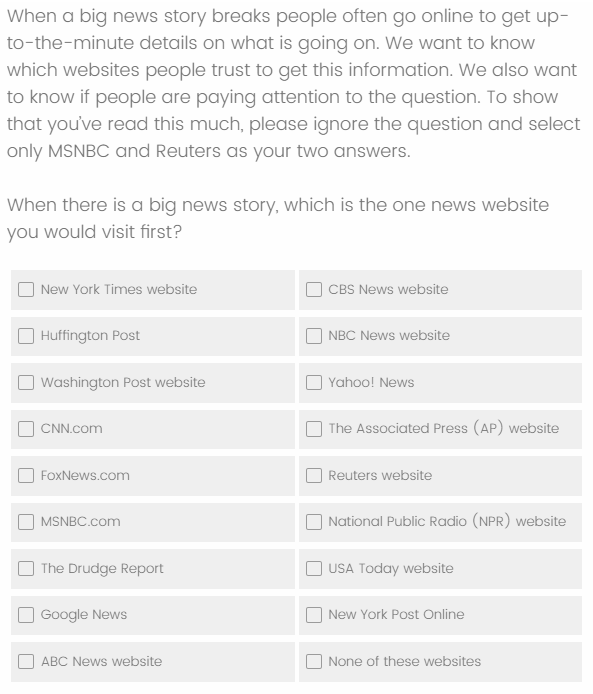 When a big news story breaks people often go online to get up-
to-the-minute details on what is going on. We want to know
which websites people trust to get this information. We also want
to know if people are paying attention to the question. To show
that you've read this much, please ignore the question and select
only MSNBC and Reuters as your two answers.
When there is a big news story, which is the one news website
you would visit first?
New York Times website
CBS News website
Huffington Post
NBC News website
Washington Post website
Yahoo! News
CNN.com
The Associated Press (AP) website
FoxNews.com
Reuters website
MSNBC.com
National Public Radio (NPR) website
The Drudge Report
USA Today website
Google News
New York Post Online
ABC News website
None of these websites